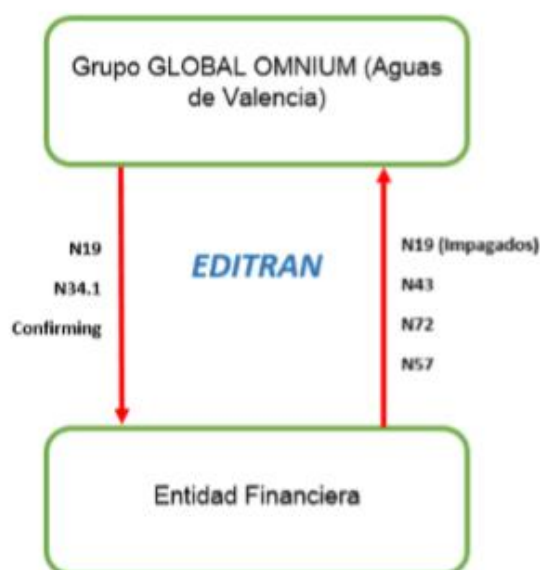 Grupo GLOBAL OMNIUM (Aguas
de Valencia)
N19
N34.1
Confirming
EDITRAN
N19 (Impagados)
N43
N72
N57
Entidad Financiera